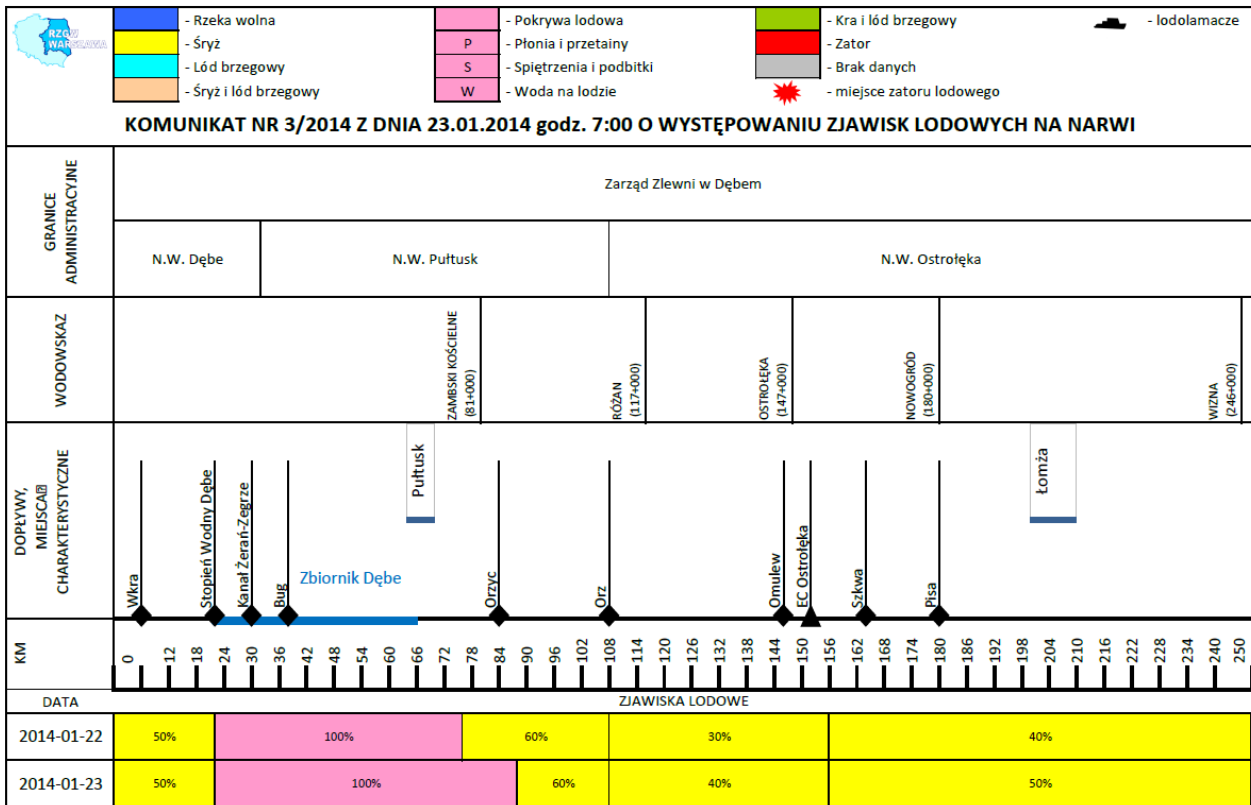 RZGW
WARSZAWA
- Rzeka wolna
- Śryż
- Lód brzegowy
- Śryż i lód brzegowy
- Pokrywa lodowa
P - Płonia i przetainy
S - Spiętrzenia i podbitki
W - Woda na lodzie
- Kra i lód brzegowy
- Zator
- Brak danych
- miejsce zatoru lodowego
- lodolamacze
KOMUNIKAT NR 3/2014 Z DNIA 23.01.2014 godz. 7:00 O WYSTĘPOWANIU ZJAWISK LODOWYCH NA NARWI
GRANICE
ADMINISTRACYJNE
Zarząd Zlewni w Dębem
N.W. Dębe
N.W. Pułtusk
N.W. Ostrołęka
WODOWSKAZ
ZAMBSKI KOŚCIELNE
(81+000)
RÓŻAN
(117+000)
OSTROŁĘKA
(147+000)
NOWOGRÓD
(180+000)
WIZNA
(246+000)
DOPŁYWY,
MIEJSCA
CHARAKTERYSTYCZNE
Wkra
Stopień Wodny Dębe
Kanał Żerań-Zegrze
Bug
Zbiornik Dębe
Pułtusk
Orzyc
Orz
Omulew
EC Ostrołęka
Szkwa
Pisa
Łomża
KM
0 12 18 24 30 36 42 48 54 60 66 72 78 84 90 96 102 108 114 120 126 132 138 144 150 156 162 168 174 180 186 192 198 204 210 216 222 228 234 240 250
DATA ZJAWISKA LODOWE
2014-01-22 50% 100% 60% 30% 40%
2014-01-23 50% 100% 60% 40% 50%